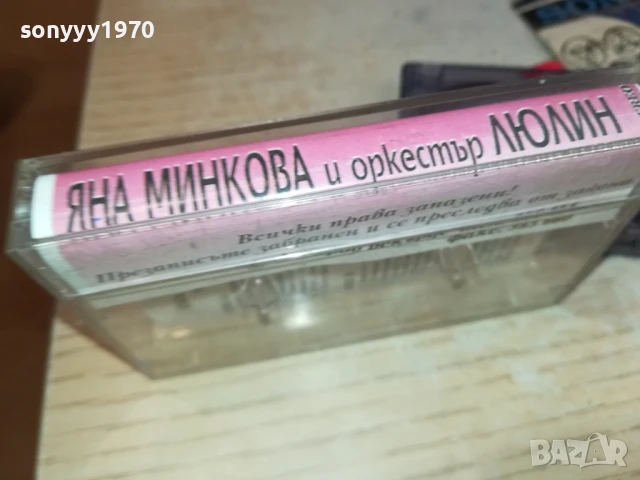 sonyyy1970
ЯНА МИНКОВА и оркестър ЛЮЛИН
Всички права запазени!
Презаписът е забранен и се преследва от закона
BAZAR